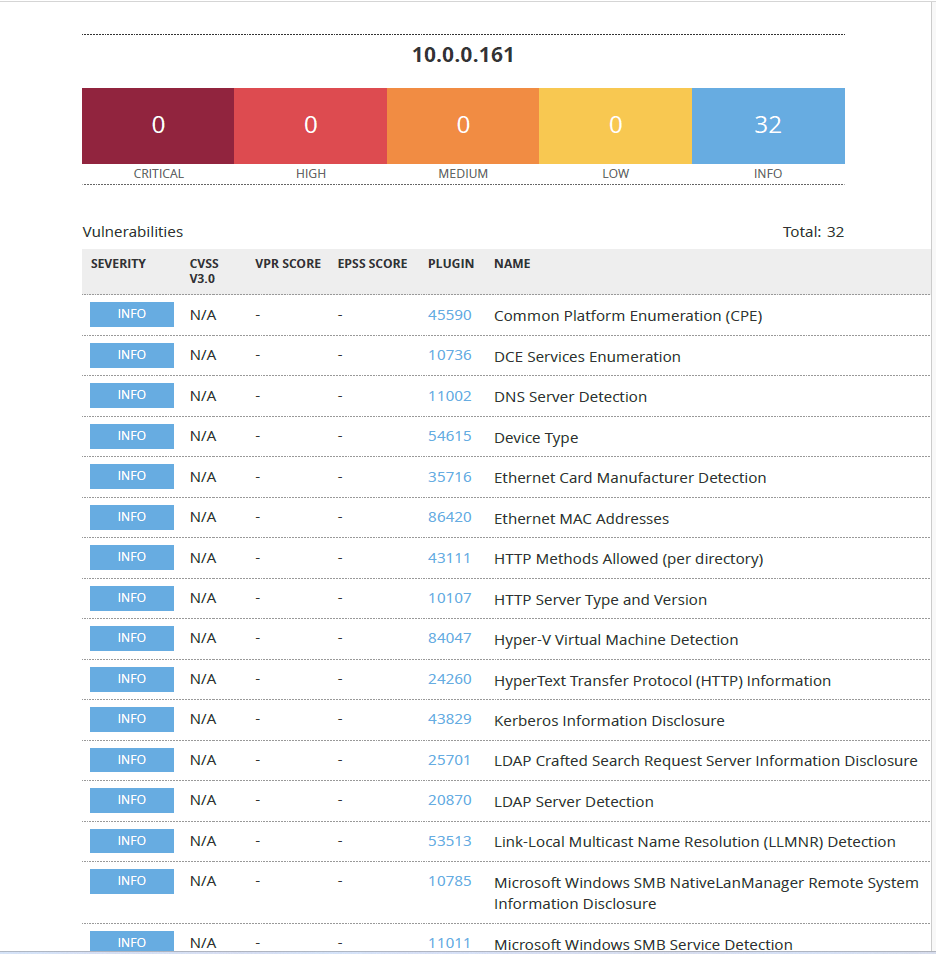 10.0.0.161
0 0 0 0 32
CRITICAL HIGH MEDIUM LOW INFO
Vulnerabilities Total: 32
SEVERITY CVSS V3.0 VPR SCORE EPSS SCORE PLUGIN NAME
INFO N/A - - 45590 Common Platform Enumeration (CPE)
INFO N/A - - 10736 DCE Services Enumeration
INFO N/A - - 11002 DNS Server Detection
INFO N/A - - 54615 Device Type
INFO N/A - - 35716 Ethernet Card Manufacturer Detection
INFO N/A - - 86420 Ethernet MAC Addresses
INFO N/A - - 43111 HTTP Methods Allowed (per directory)
INFO N/A - - 10107 HTTP Server Type and Version
INFO N/A - - 84047 Hyper-V Virtual Machine Detection
INFO N/A - - 24260 HyperText Transfer Protocol (HTTP) Information
INFO N/A - - 43829 Kerberos Information Disclosure
INFO N/A - - 25701 LDAP Crafted Search Request Server Information Disclosure
INFO N/A - - 20870 LDAP Server Detection
INFO N/A - - 53513 Link-Local Multicast Name Resolution (LLMNR) Detection
INFO N/A - - 10785 Microsoft Windows SMB NativeLanManager Remote System
Information Disclosure
INFO N/A - - 11011 Microsoft Windows SMB Service Detection